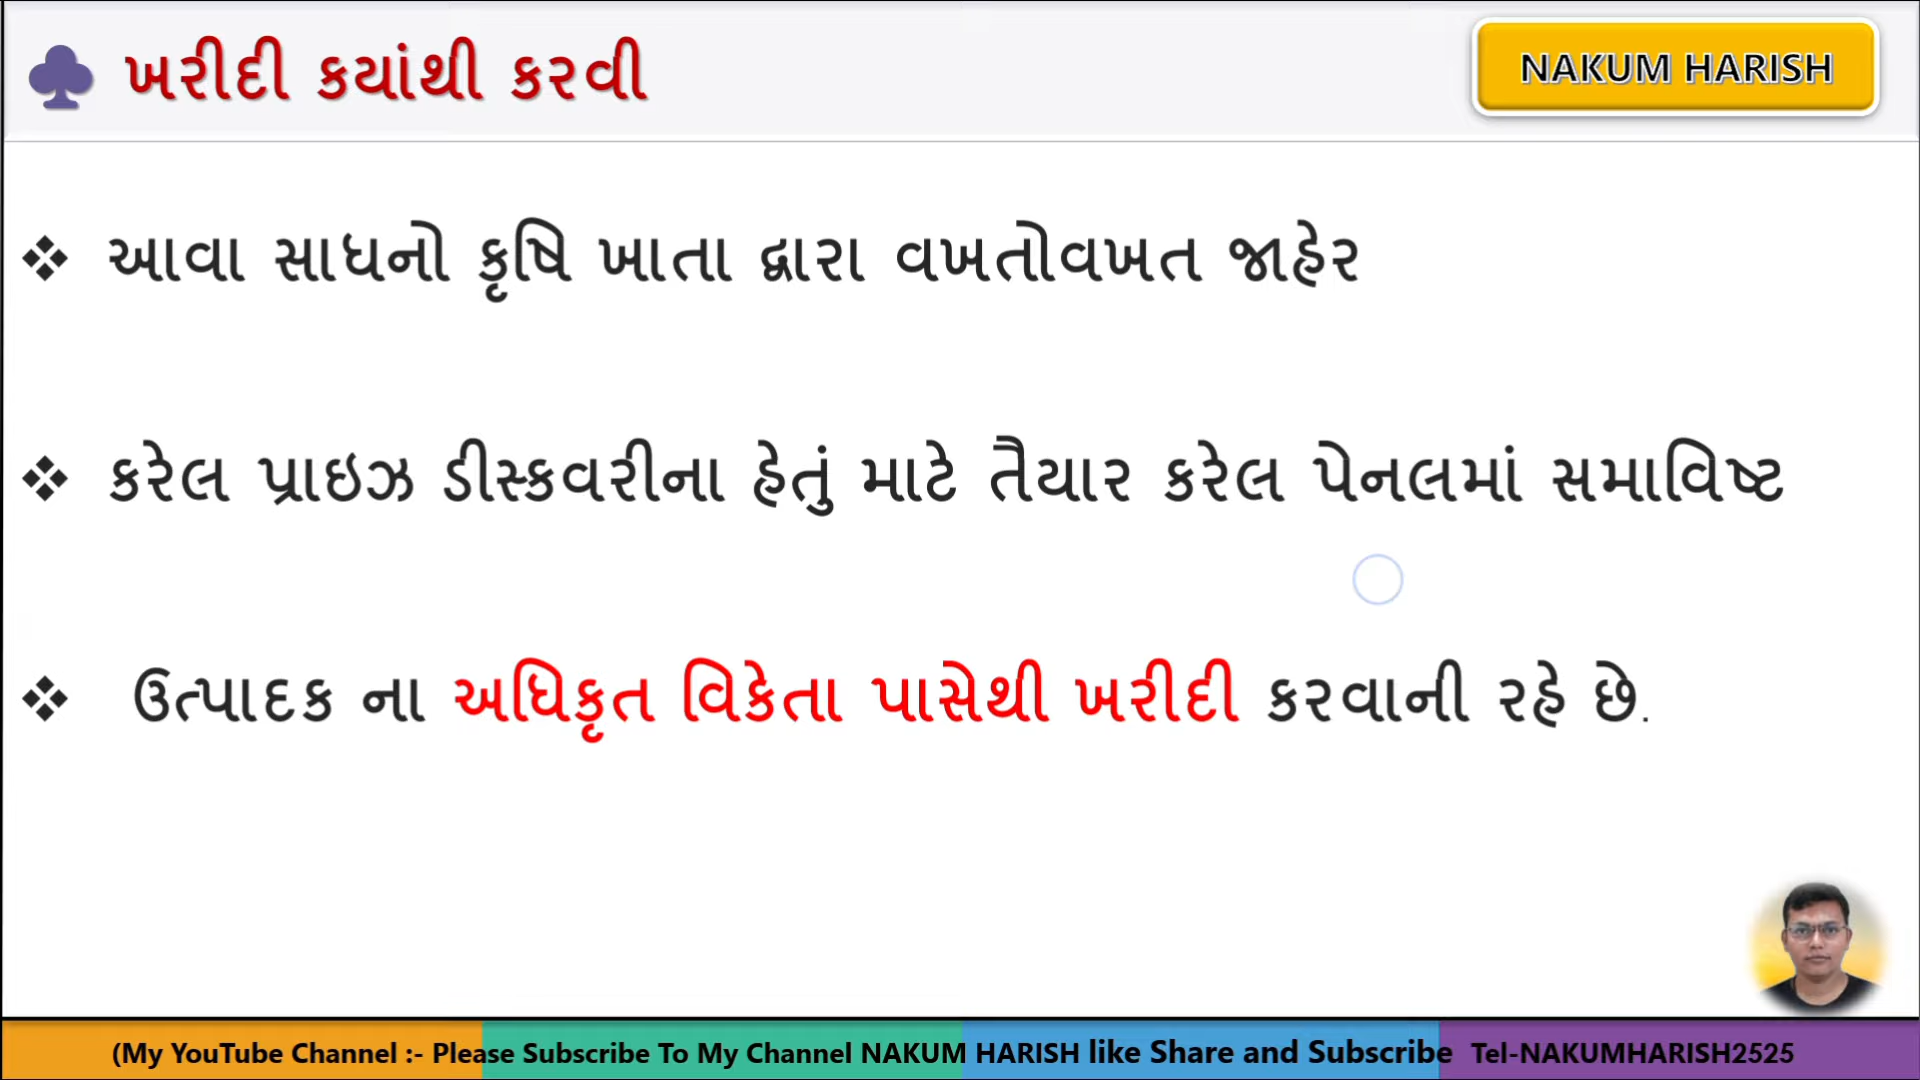 ખરીદી કયાંથી કરવી
NAKUM HARISH
આવા સાધનો કૃષિ ખાતા દ્વારા વખતોવખત જાહેર
કરેલ પ્રાઇઝ ડીસ્કવરીના હેતું માટે તૈયાર કરેલ પેનલમાં સમાવિષ્ટ
ઉત્પાદક ના અધિકૃત વિકેતા પાસેથી ખરીદી કરવાની રહે છે.
(My YouTube Channel :- Please Subscribe To My Channel NAKUM HARISH like Share and Subscribe Tel-NAKUMHARISH2525